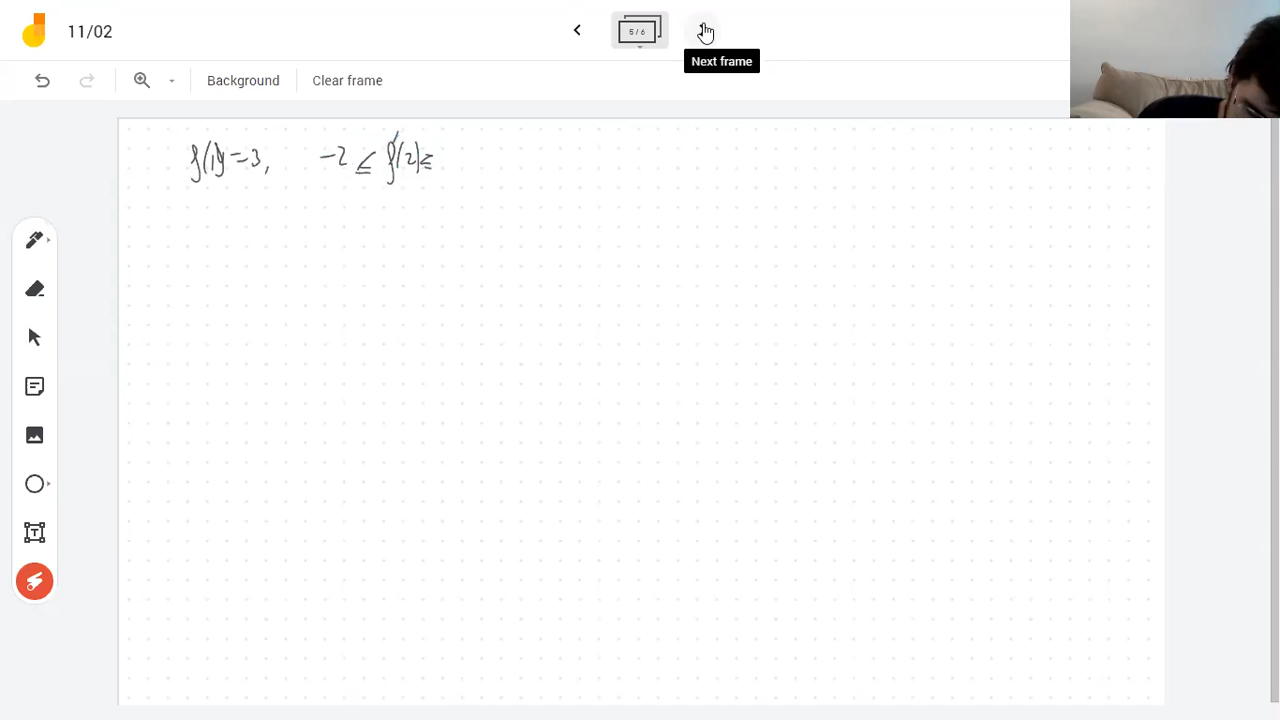 11/02
5 / 6
Next frame
Background
Clear frame
f(1) = 3, -2 ≤ f'(2) ≤